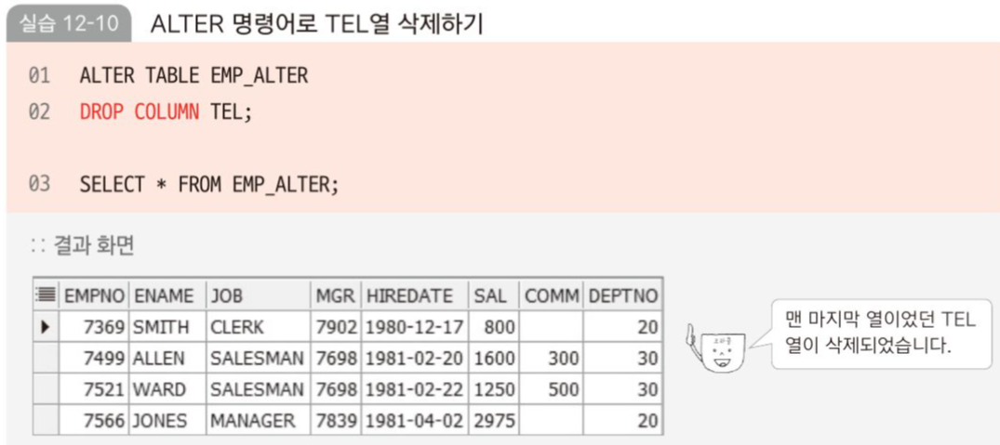 실습 12-10 ALTER 명령어로 TEL열 삭제하기
01 ALTER TABLE EMP_ALTER
02 DROP COLUMN TEL;
03 SELECT * FROM EMP_ALTER;
:: 결과 화면
EMPNO ENAME JOB MGR HIREDATE SAL COMM DEPTNO
7369 SMITH CLERK 7902 1980-12-17 800 20
7499 ALLEN SALESMAN 7698 1981-02-20 1600 300 30
7521 WARD SALESMAN 7698 1981-02-22 1250 500 30
7566 JONES MANAGER 7839 1981-04-02 2975 20
맨 마지막 열이었던 TEL
열이 삭제되었습니다.